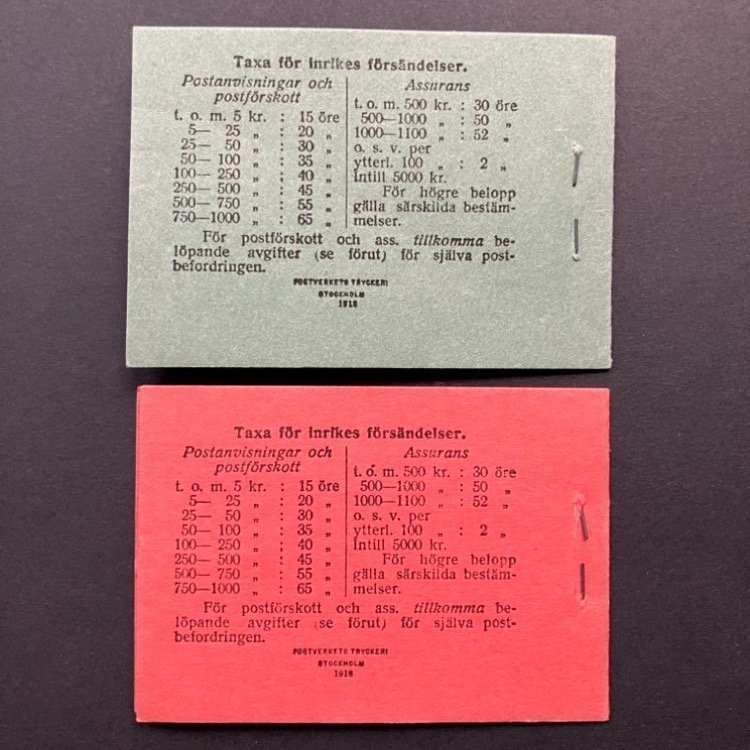 Taxa för inrikes försändelser.
Postanvisningar och
postförskott
t. o. m. 5 kr. : 15 öre
5— 25 „ : 20 „
25— 50 „ : 30 „
50— 100 „ : 35 „
100— 250 „ : 40 „
250— 500 „ : 45 „
500— 750 „ : 55 „
750—1000 „ : 65 „
Assurans
t. o. m. 500 kr. : 30 öre
500—1000 „ : 50 „
1000—1100 „ : 52 „
o. s. v. per
ytterl. 100 „ : 2 „
intill 5000 kr.
För högre belopp
gälla särskilda bestäm-
melser.
För postförskott och ass. tillkomma be-
löpande avgifter (se förut) för själva post-
befordringen.
POSTVERKETS TRYCKERI
STOCKHOLM
1918
Taxa för inrikes försändelser.
Postanvisningar och
postförskott
t. o. m. 5 kr. : 15 öre
5— 25 „ : 20 „
25— 50 „ : 30 „
50— 100 „ : 35 „
100— 250 „ : 40 „
250— 500 „ : 45 „
500— 750 „ : 55 „
750—1000 „ : 65 „
Assurans
t. o. m. 500 kr. : 30 öre
500—1000 „ : 50 „
1000—1100 „ : 52 „
o. s. v. per
ytterl. 100 „ : 2 „
intill 5000 kr.
För högre belopp
gälla särskilda bestäm-
melser.
För postförskott och ass. tillkomma be-
löpande avgifter (se förut) för själva post-
befordringen.
POSTVERKETS TRYCKERI
STOCKHOLM
1918